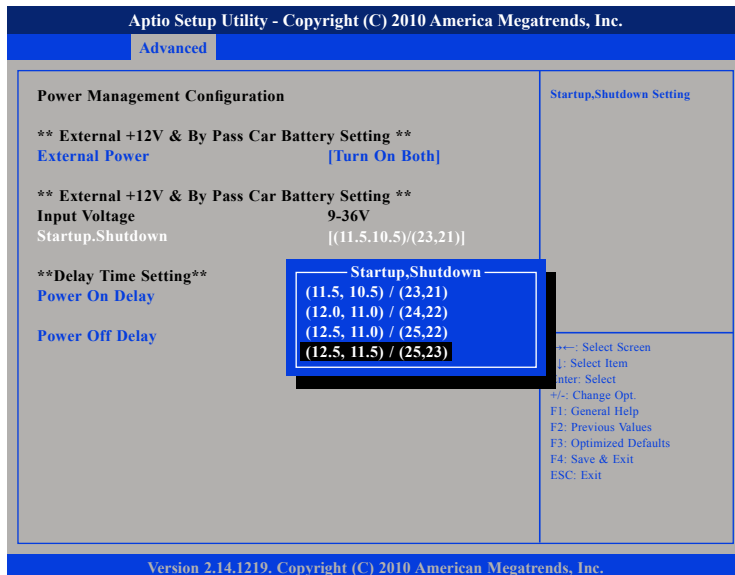 Aptio Setup Utility - Copyright (C) 2010 America Megatrends, Inc.
Advanced
Power Management Configuration
** External +12V & By Pass Car Battery Setting **
External Power [Turn On Both]
** External +12V & By Pass Car Battery Setting **
Input Voltage 9-36V
Startup.Shutdown [(11.5.10.5)/(23,21)]
**Delay Time Setting**
Power On Delay
Power Off Delay
Startup,Shutdown
(11.5, 10.5) / (23,21)
(12.0, 11.0) / (24,22)
(12.5, 11.0) / (25,22)
(12.5, 11.5) / (25,23)
Startup,Shutdown Setting
→←: Select Screen
↓: Select Item
Enter: Select
+/-: Change Opt.
F1: General Help
F2: Previous Values
F3: Optimized Defaults
F4: Save & Exit
ESC: Exit
Version 2.14.1219. Copyright (C) 2010 American Megatrends, Inc.